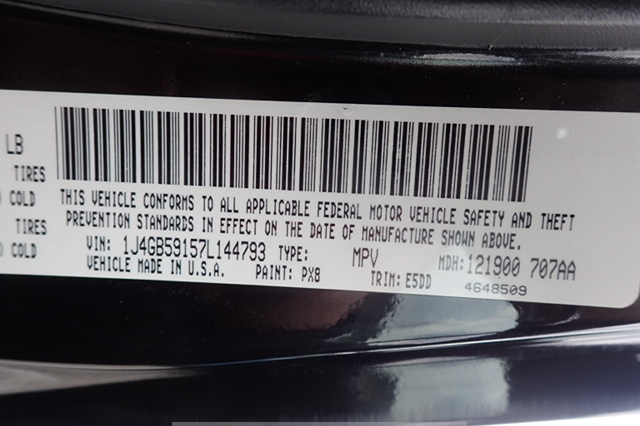 LB
TIRES
COLD
THIS VEHICLE CONFORMS TO ALL APPLICABLE FEDERAL MOTOR VEHICLE SAFETY AND THEFT
TIRES PREVENTION STANDARDS IN EFFECT ON THE DATE OF MANUFACTURE SHOWN ABOVE.
COLD VIN: 1J4GB59157L144793 TYPE: MPV MDH: 121900 707AA
VEHICLE MADE IN U.S.A. PAINT: PX8 TRIM: E5DD 4648509